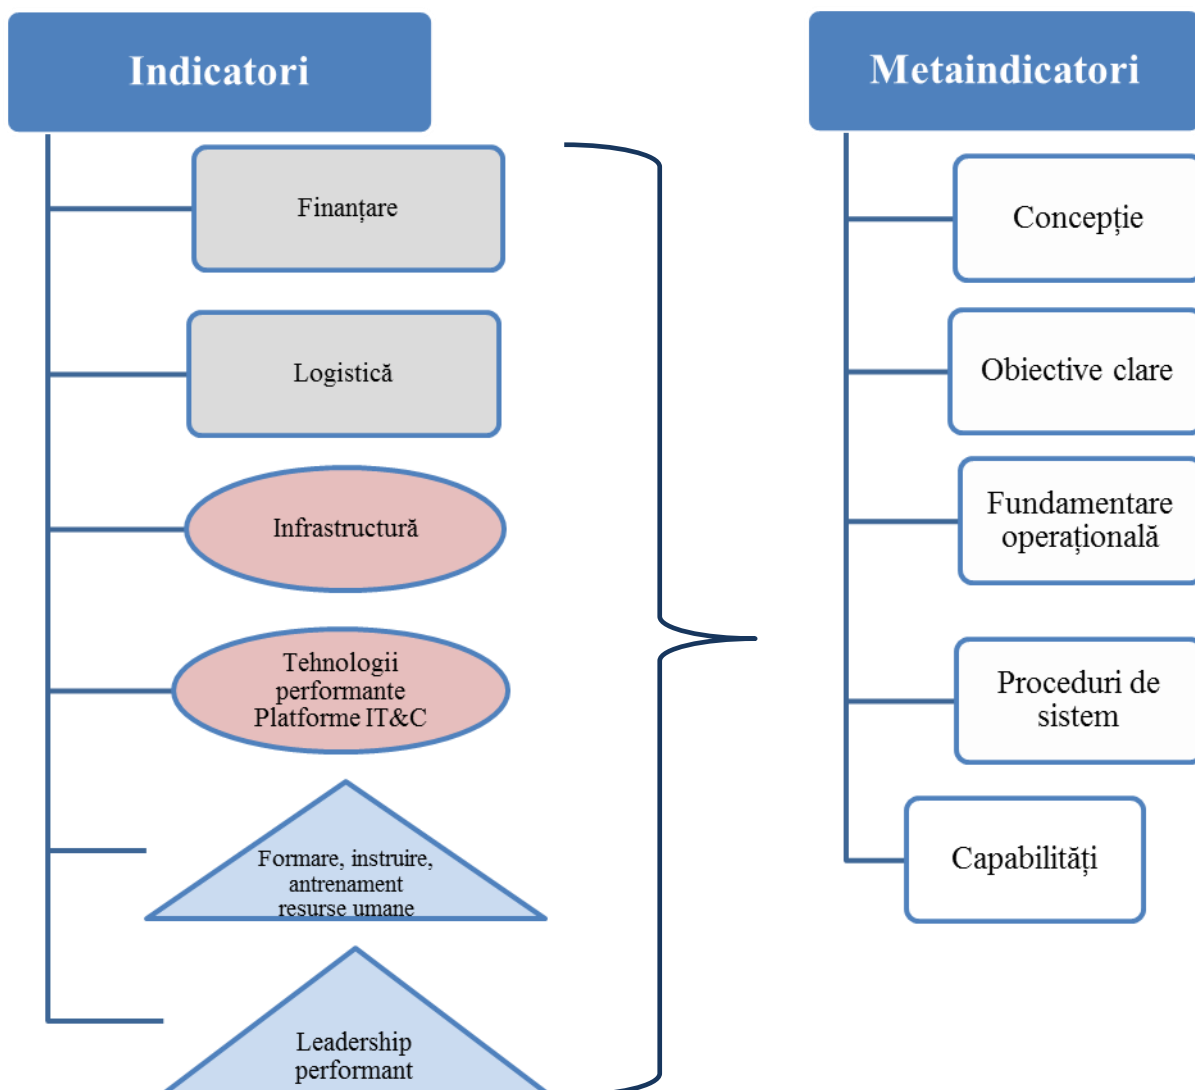 Indicatori
Finanțare
Logistică
Infrastructură
Tehnologii
performante
Platforme IT&C
Formare, instruire,
antrenament
resurse umane
Leadership
performant
Metaindicatori
Concepție
Obiective clare
Fundamentare
operațională
Proceduri de
sistem
Capabilități